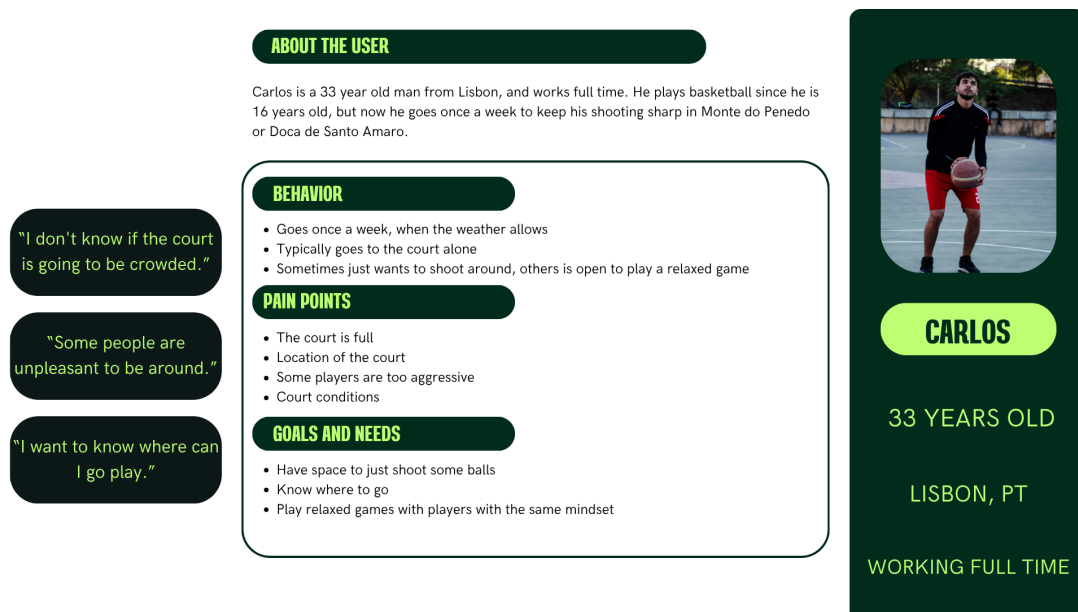 ABOUT THE USER
Carlos is a 33 year old man from Lisbon, and works full time. He plays basketball since he is
16 years old, but now he goes once a week to keep his shooting sharp in Monte do Penedo
or Doca de Santo Amaro.
BEHAVIOR
• Goes once a week, when the weather allows
• Typically goes to the court alone
• Sometimes just wants to shoot around, others is open to play a relaxed game
PAIN POINTS
• The court is full
• Location of the court
• Some players are too aggressive
• Court conditions
GOALS AND NEEDS
• Have space to just shoot some balls
• Know where to go
• Play relaxed games with players with the same mindset
“I don't know if the court
is going to be crowded.”
“Some people are
unpleasant to be around.”
“I want to know where can
I go play.”
CARLOS
33 YEARS OLD
LISBON, PT
WORKING FULL TIME